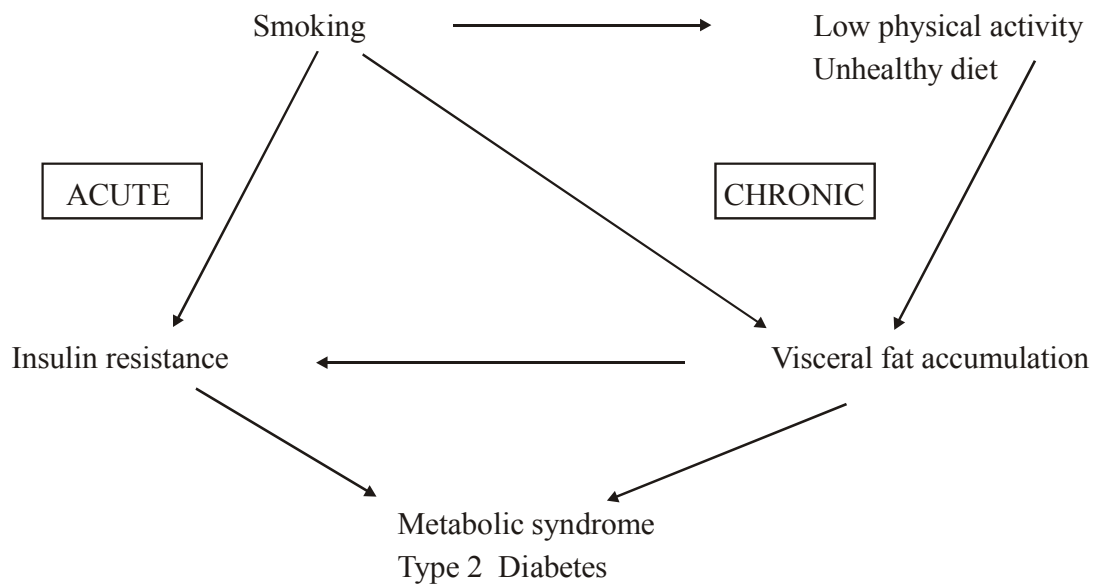 Smoking
Low physical activity
Unhealthy diet
ACUTE
CHRONIC
Insulin resistance
Visceral fat accumulation
Metabolic syndrome
Type 2 Diabetes